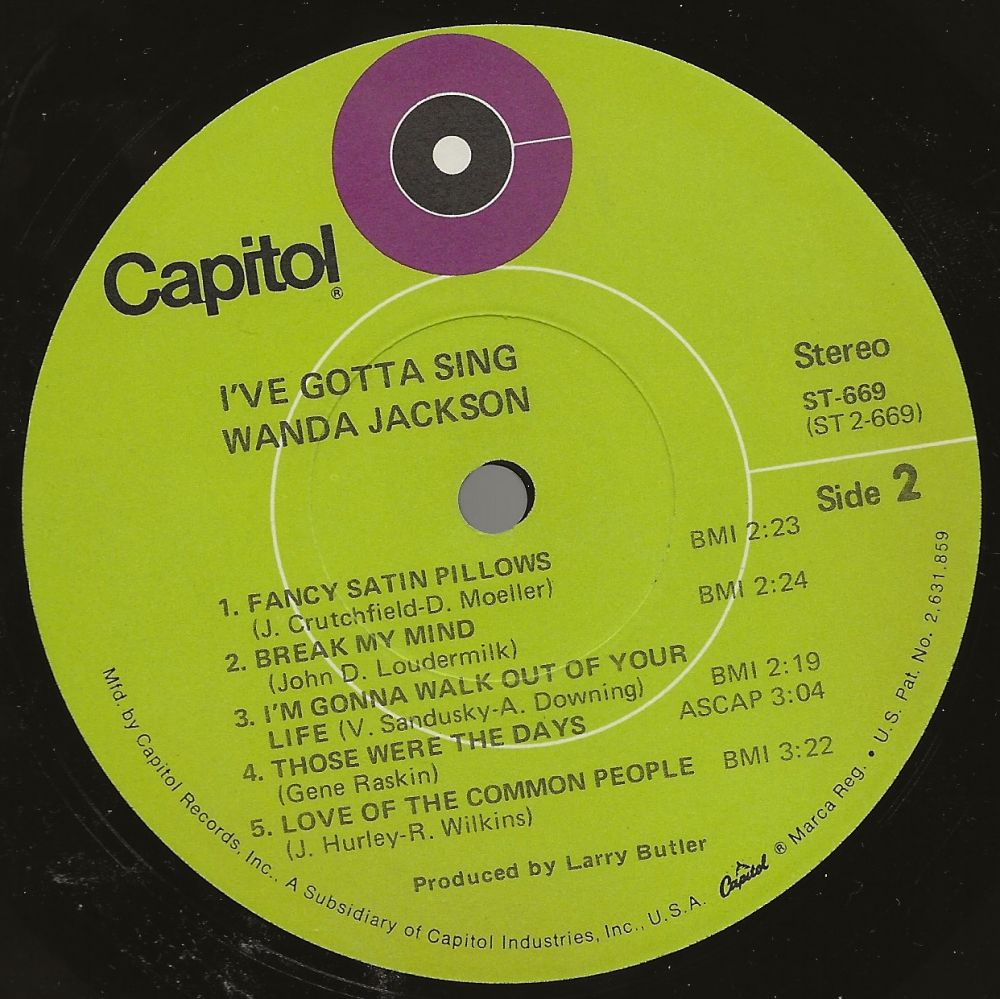 Capitol®
I'VE GOTTA SING
WANDA JACKSON
Stereo
ST-669
(ST 2-669)
Side 2
1. FANCY SATIN PILLOWS BMI 2:23
(J. Crutchfield-D. Moeller)
2. BREAK MY MIND BMI 2:24
(John D. Loudermilk)
3. I'M GONNA WALK OUT OF YOUR
LIFE (V. Sandusky-A. Downing) BMI 2:19
4. THOSE WERE THE DAYS ASCAP 3:04
(Gene Raskin)
5. LOVE OF THE COMMON PEOPLE BMI 3:22
(J. Hurley-R. Wilkins)
Produced by Larry Butler
Mfd. by Capitol Records, Inc., A Subsidiary of Capitol Industries, Inc., U.S.A. Capitol ® Marca Reg. • U.S. Pat. No. 2.631.859